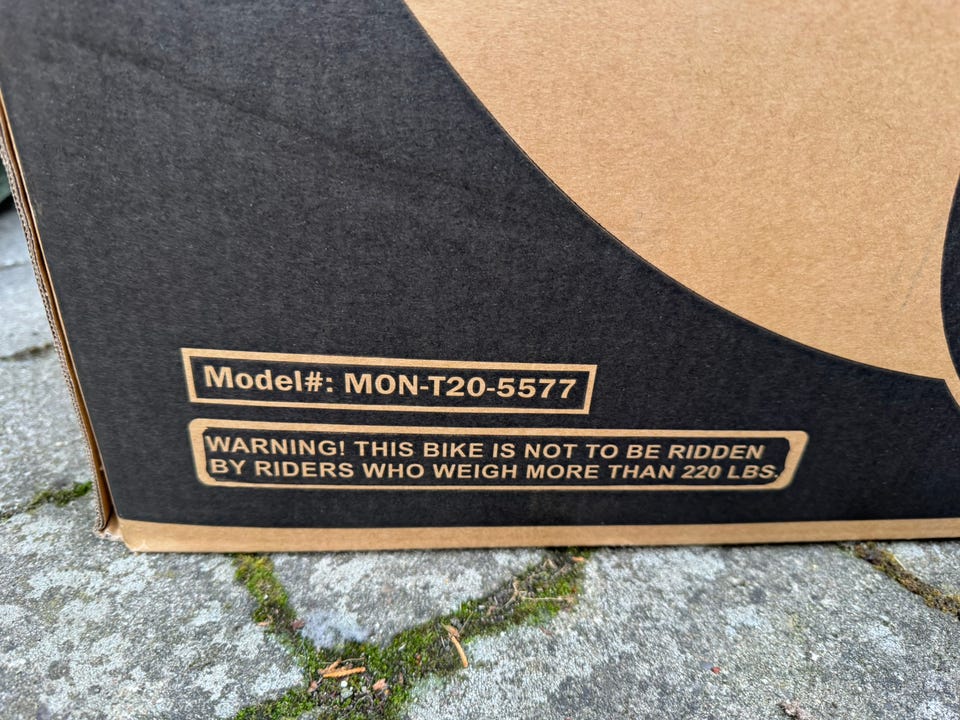 Model#: MON-T20-5577
WARNING! THIS BIKE IS NOT TO BE RIDDEN
BY RIDERS WHO WEIGH MORE THAN 220 LBS.